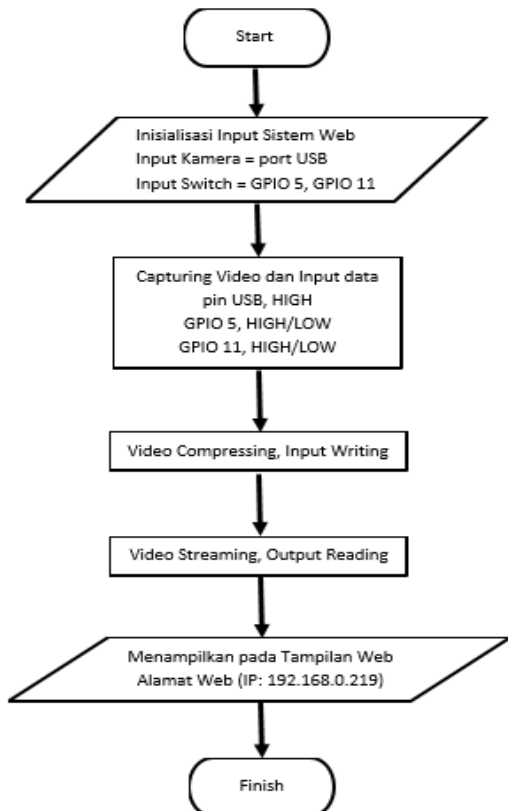 Start
Inisialisasi Input Sistem Web
Input Kamera = port USB
Input Switch = GPIO 5, GPIO 11
Capturing Video dan Input data
pin USB, HIGH
GPIO 5, HIGH/LOW
GPIO 11, HIGH/LOW
Video Compressing, Input Writing
Video Streaming, Output Reading
Menampilkan pada Tampilan Web
Alamat Web (IP: 192.168.0.219)
Finish